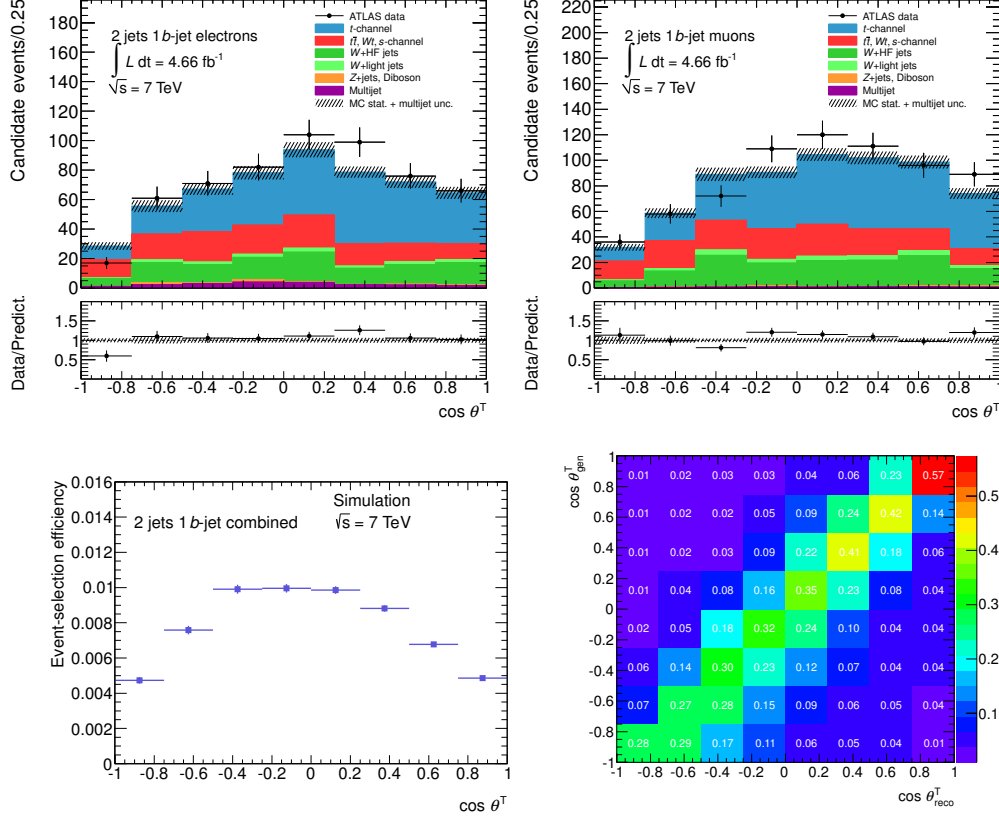 180
160
140
120
100
80
60
40
20
0
Candidate events/0.25
2 jets 1 b-jet electrons
∫ L dt = 4.66 fb⁻¹
√s = 7 TeV
ATLAS data
t-channel
tt̄, Wt, s-channel
W+HF jets
W+light jets
Z+jets, Diboson
Multijet
MC stat. + multijet unc.
1.5
1
0.5
Data/Predict.
-1 -0.8 -0.6 -0.4 -0.2 0 0.2 0.4 0.6 0.8 1
cos θᵀ
220
200
180
160
140
120
100
80
60
40
20
0
Candidate events/0.25
2 jets 1 b-jet muons
∫ L dt = 4.66 fb⁻¹
√s = 7 TeV
ATLAS data
t-channel
tt̄, Wt, s-channel
W+HF jets
W+light jets
Z+jets, Diboson
Multijet
MC stat. + multijet unc.
1.5
1
0.5
Data/Predict.
-1 -0.8 -0.6 -0.4 -0.2 0 0.2 0.4 0.6 0.8 1
cos θᵀ
0.016
0.014
0.012
0.01
0.008
0.006
0.004
0.002
0
Event-selection efficiency
Simulation
2 jets 1 b-jet combined
√s = 7 TeV
-1 -0.8 -0.6 -0.4 -0.2 0 0.2 0.4 0.6 0.8 1
cos θᵀ
cos θᵀgen
1
0.8
0.6
0.4
0.2
0
-0.2
-0.4
-0.6
-0.8
-1
0.01 0.02 0.03 0.03 0.04 0.06 0.23 0.57
0.01 0.02 0.02 0.05 0.09 0.24 0.42 0.14
0.01 0.02 0.03 0.09 0.22 0.41 0.18 0.06
0.01 0.04 0.08 0.16 0.35 0.23 0.08 0.04
0.02 0.05 0.18 0.32 0.24 0.10 0.04 0.04
0.06 0.14 0.30 0.23 0.12 0.07 0.04 0.04
0.07 0.27 0.28 0.15 0.09 0.06 0.05 0.04
0.28 0.29 0.17 0.11 0.06 0.05 0.04 0.01
-1 -0.8 -0.6 -0.4 -0.2 0 0.2 0.4 0.6 0.8 1
cos θᵀreco
0.5
0.4
0.3
0.2
0.1